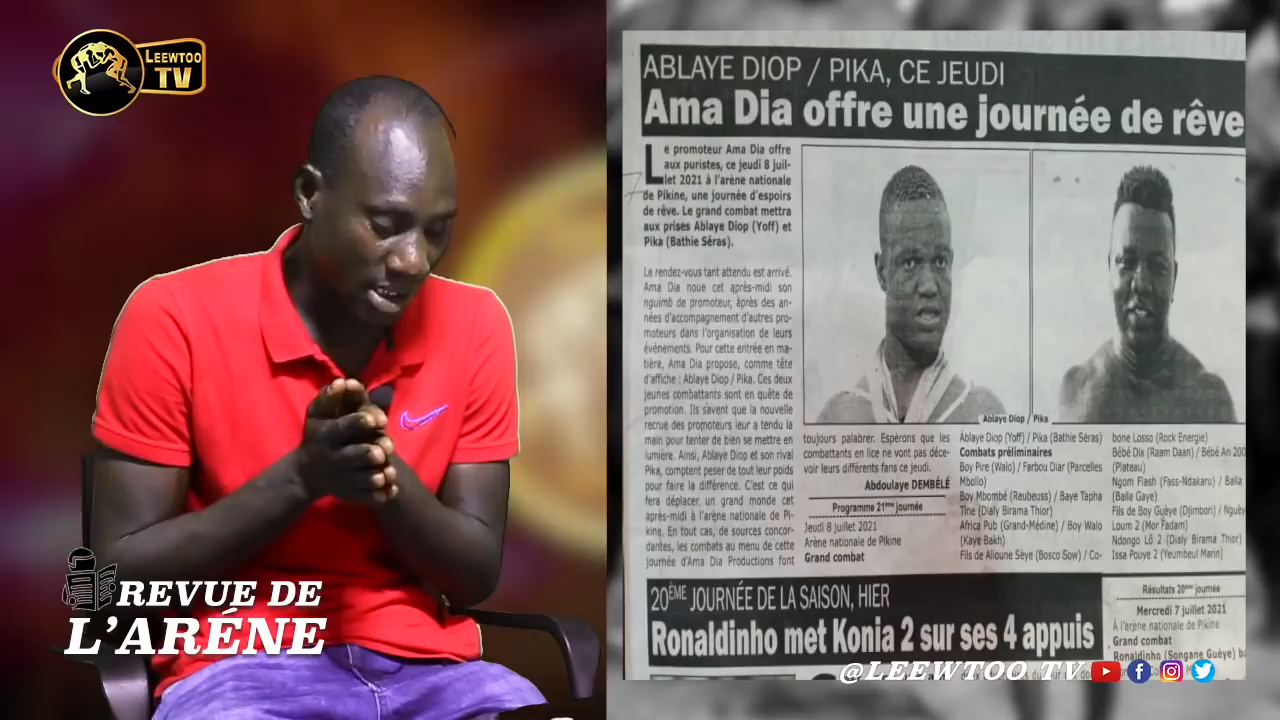 LEEWTOO
TV
REVUE DE
L'ARÉNE
ABLAYE DIOP / PIKA, CE JEUDI
Ama Dia offre une journée de rêve
Le promoteur Ama Dia offre
aux puristes, ce jeudi 8 juil-
let 2021 à l'arène nationale
de Pikine, une journée d'espoirs
de rêve. Le grand combat mettra
aux prises Ablaye Diop (Yoff) et
Pika (Bathie Séras).
Le rendez-vous tant attendu est arrivé.
Ama Dia noue cet après-midi son
nguimb de promoteur, après des an-
nées d'accompagnement d'autres pro-
moteurs dans l'organisation de leurs
événements. Pour cette entrée en ma-
tière, Ama Dia propose, comme tête
d'affiche : Ablaye Diop / Pika. Ces deux
jeunes combattants sont en quête de
promotion. Ils savent que la nouvelle
recrue des promoteurs leur a tendu la
main pour tenter de bien se mettre en
lumière. Ainsi, Ablaye Diop et son rival
Pika, comptent peser de tout leur poids
pour faire la différence. C'est ce qui
fera déplacer, un grand monde cet
après-midi à l'arène nationale de Pi-
kine. En tout cas, de sources concor-
dantes, les combats au menu de cette
journée d'Ama Dia Productions font
Ablaye Diop / Pika
toujours palabrer. Espérons que les
combattants en lice ne vont pas déce-
voir leurs différents fans ce jeudi.
Abdoulaye DEMBÉLÉ
Programme 21ème journée
Jeudi 8 juillet 2021
Arène nationale de Pikine
Grand combat
Ablaye Diop (Yoff) / Pika (Bathie Séras)
Combats préliminaires
Boy Pire (Walo) / Farbou Diar (Parcelles
Mbollo)
Boy Mbombé (Reubeuss) / Baye Tapha
Tine (Dialy Birama Thior)
Africa Pub (Grand-Médine) / Boy Walo
(Kaye Bakh)
Fils de Alioune Sèye (Bosco Sow) / Co-
bone Losso (Rock Energie)
Bébé Dix (Raam Daan) / Bébé An 200
(Plateau)
Ngom Flash (Fass-Ndakaru) / Balla
(Balla Gaye)
Fils de Boy Guèye (Djimbori) / Nguèy
Loum 2 (Mor Fadam)
Ndongo Lô 2 (Dialy Birama Thior)
Issa Pouye 2 (Yeumbeul Marin)
20ÈME JOURNÉE DE LA SAISON, HIER
Ronaldinho met Konia 2 sur ses 4 appuis
Résultats 20ème journée
Mercredi 7 juillet 2021
À l'arène nationale de Pikine
Grand combat
Ronaldinho (Songane Guèye) ba
@LEEWTOO TV